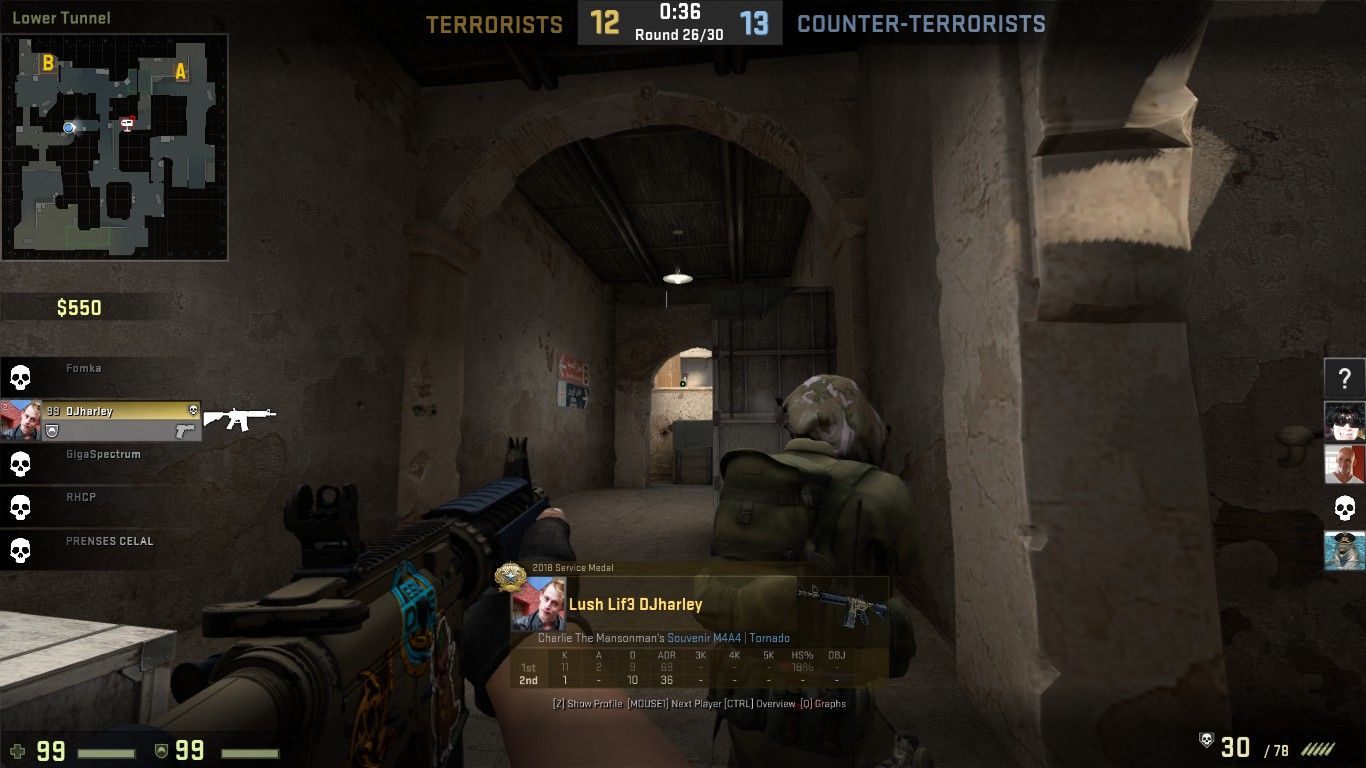 Lower Tunnel
B
A
TERRORISTS
12
0:36
Round 26/30
13
COUNTER-TERRORISTS
$550
Fomka
99 DJharley
GigaSpectrum
RHCP
PRENSES CELAL
?
2018 Service Medal
Lush Lif3 DJharley
Charlie The Mansonman's Souvenir M4A4 | Tornado
K A D ADR 3K 4K 5K HS% OBJ
1st 11 2 9 69 - - - 18% -
2nd 1 - 10 36 - - - - -
[Z] Show Profile [MOUSE1] Next Player [CTRL] Overview [Q] Graphs
99
99
30 / 78